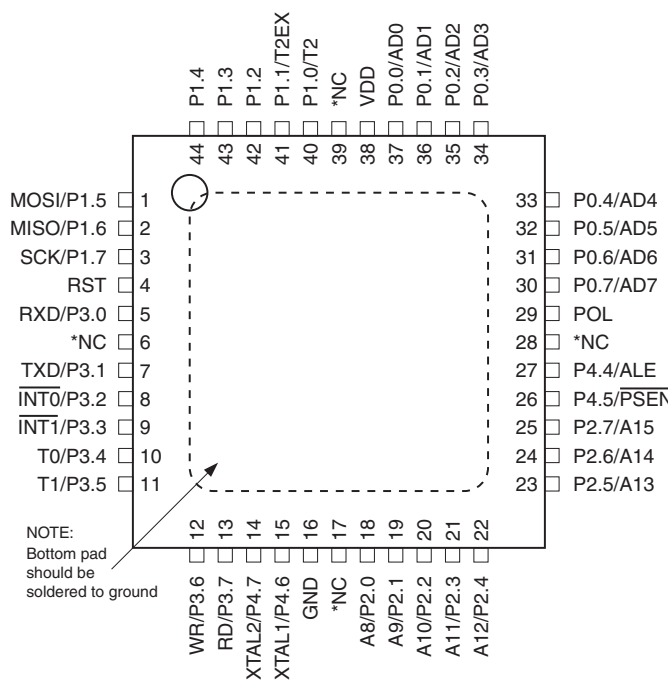 P1.4
P1.3
P1.2
P1.1/T2EX
P1.0/T2
*NC
VDD
P0.0/AD0
P0.1/AD1
P0.2/AD2
P0.3/AD3
44
43
42
41
40
39
38
37
36
35
34
MOSI/P1.5 1
MISO/P1.6 2
SCK/P1.7 3
RST 4
RXD/P3.0 5
*NC 6
TXD/P3.1 7
INT0/P3.2 8
INT1/P3.3 9
T0/P3.4 10
T1/P3.5 11
33 P0.4/AD4
32 P0.5/AD5
31 P0.6/AD6
30 P0.7/AD7
29 POL
28 *NC
27 P4.4/ALE
26 P4.5/PSEN
25 P2.7/A15
24 P2.6/A14
23 P2.5/A13
NOTE:
Bottom pad
should be
soldered to ground
12
13
14
15
16
17
18
19
20
21
22
WR/P3.6
RD/P3.7
XTAL2/P4.7
XTAL1/P4.6
GND
*NC
A8/P2.0
A9/P2.1
A10/P2.2
A11/P2.3
A12/P2.4